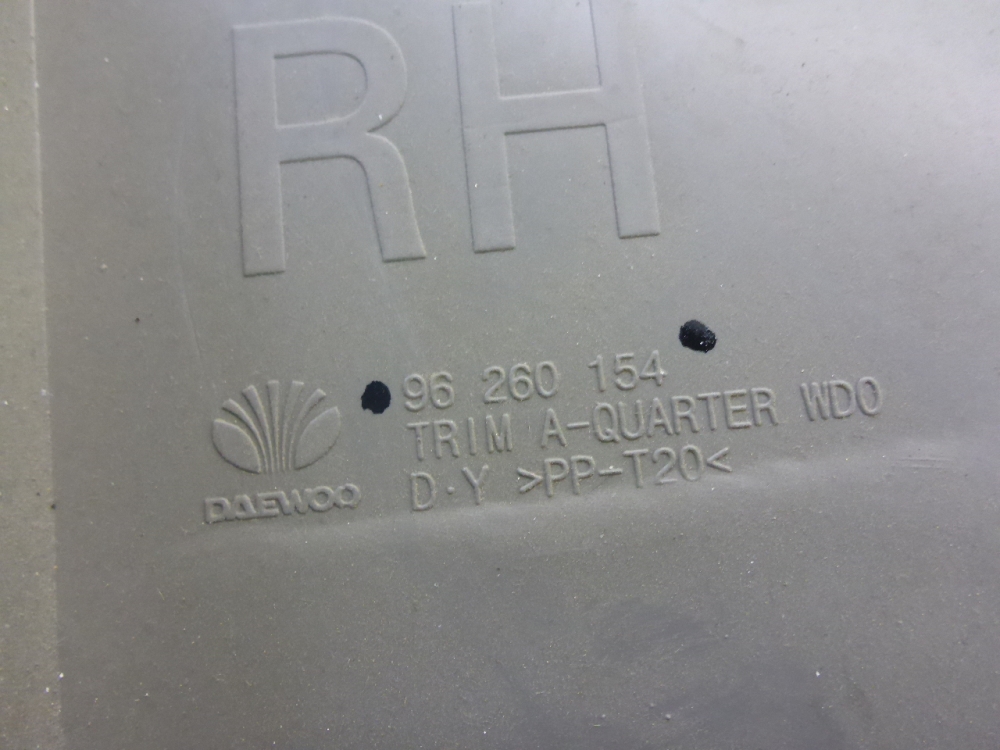 RH
96 260 154
TRIM A-QUARTER WDO
D·Y >PP-T20<
DAEWOO